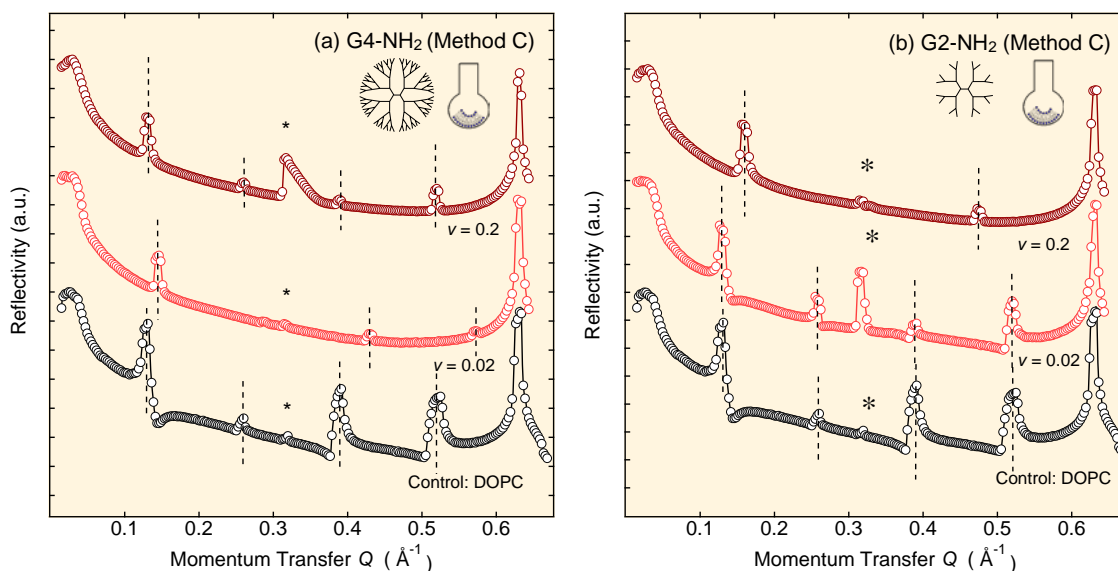 (a) G4-NH₂ (Method C)
*
v = 0.2
*
v = 0.02
*
Control: DOPC
Reflectivity (a.u.)
0.1 0.2 0.3 0.4 0.5 0.6
Momentum Transfer Q ( Å⁻¹)
(b) G2-NH₂ (Method C)
*
*
v = 0.2
v = 0.02
*
Control: DOPC
Reflectivity (a.u.)
0.1 0.2 0.3 0.4 0.5 0.6
Momentum Transfer Q ( Å⁻¹)